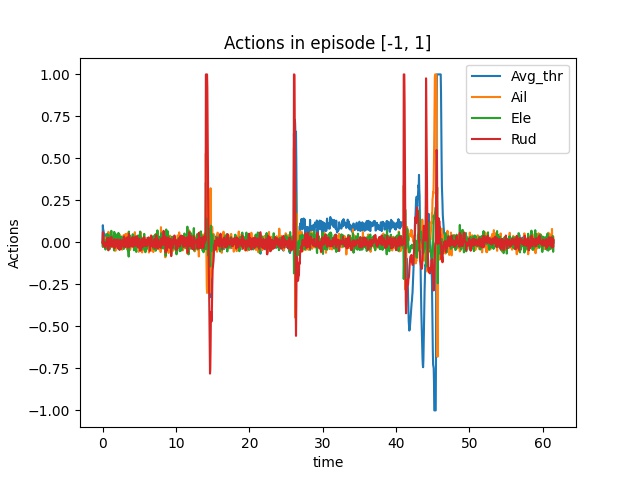 Actions in episode [-1, 1]
Avg_thr
Ail
Ele
Rud
1.00
0.75
0.50
0.25
0.00
−0.25
−0.50
−0.75
−1.00
Actions
0 10 20 30 40 50 60
time